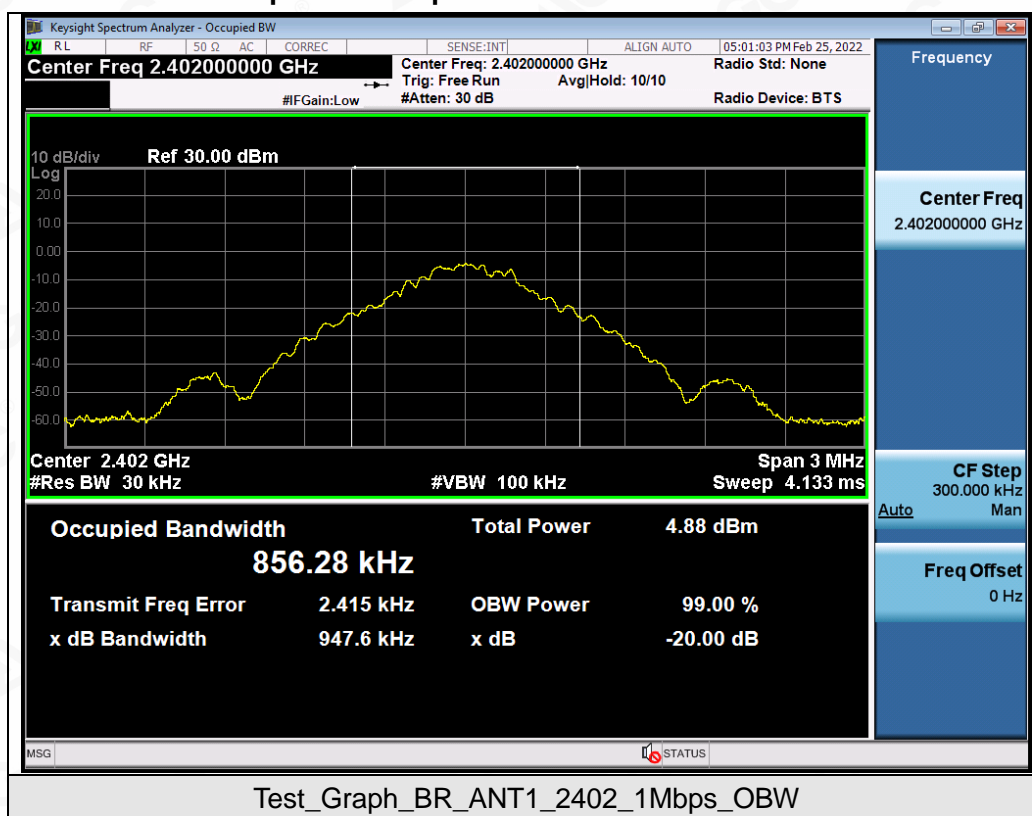 Keysight Spectrum Analyzer - Occupied BW
LXI RL RF 50 Ω AC CORREC SENSE:INT ALIGN AUTO 05:01:03 PM Feb 25, 2022
Center Freq 2.402000000 GHz
Center Freq: 2.402000000 GHz
Radio Std: None
Trig: Free Run Avg|Hold: 10/10
#IFGain:Low #Atten: 30 dB Radio Device: BTS
10 dB/div Ref 30.00 dBm
Log
20.0
10.0
0.00
-10.0
-20.0
-30.0
-40.0
-50.0
-60.0
Center 2.402 GHz Span 3 MHz
#Res BW 30 kHz #VBW 100 kHz Sweep 4.133 ms
Occupied Bandwidth Total Power 4.88 dBm
856.28 kHz
Transmit Freq Error 2.415 kHz OBW Power 99.00 %
x dB Bandwidth 947.6 kHz x dB -20.00 dB
Frequency
Center Freq
2.402000000 GHz
CF Step
300.000 kHz
Auto Man
Freq Offset
0 Hz
MSG STATUS
Test_Graph_BR_ANT1_2402_1Mbps_OBW